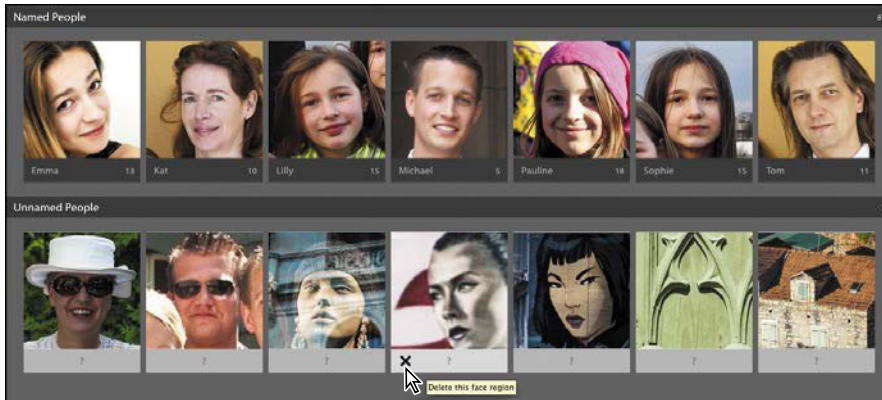 Named People 8
Emma 13 Kat 10 Lilly 15 Michael 5 Pauline 18 Sophie 15 Tom 11
Unnamed People
? ? ? ? ? ? ?
Delete this face region